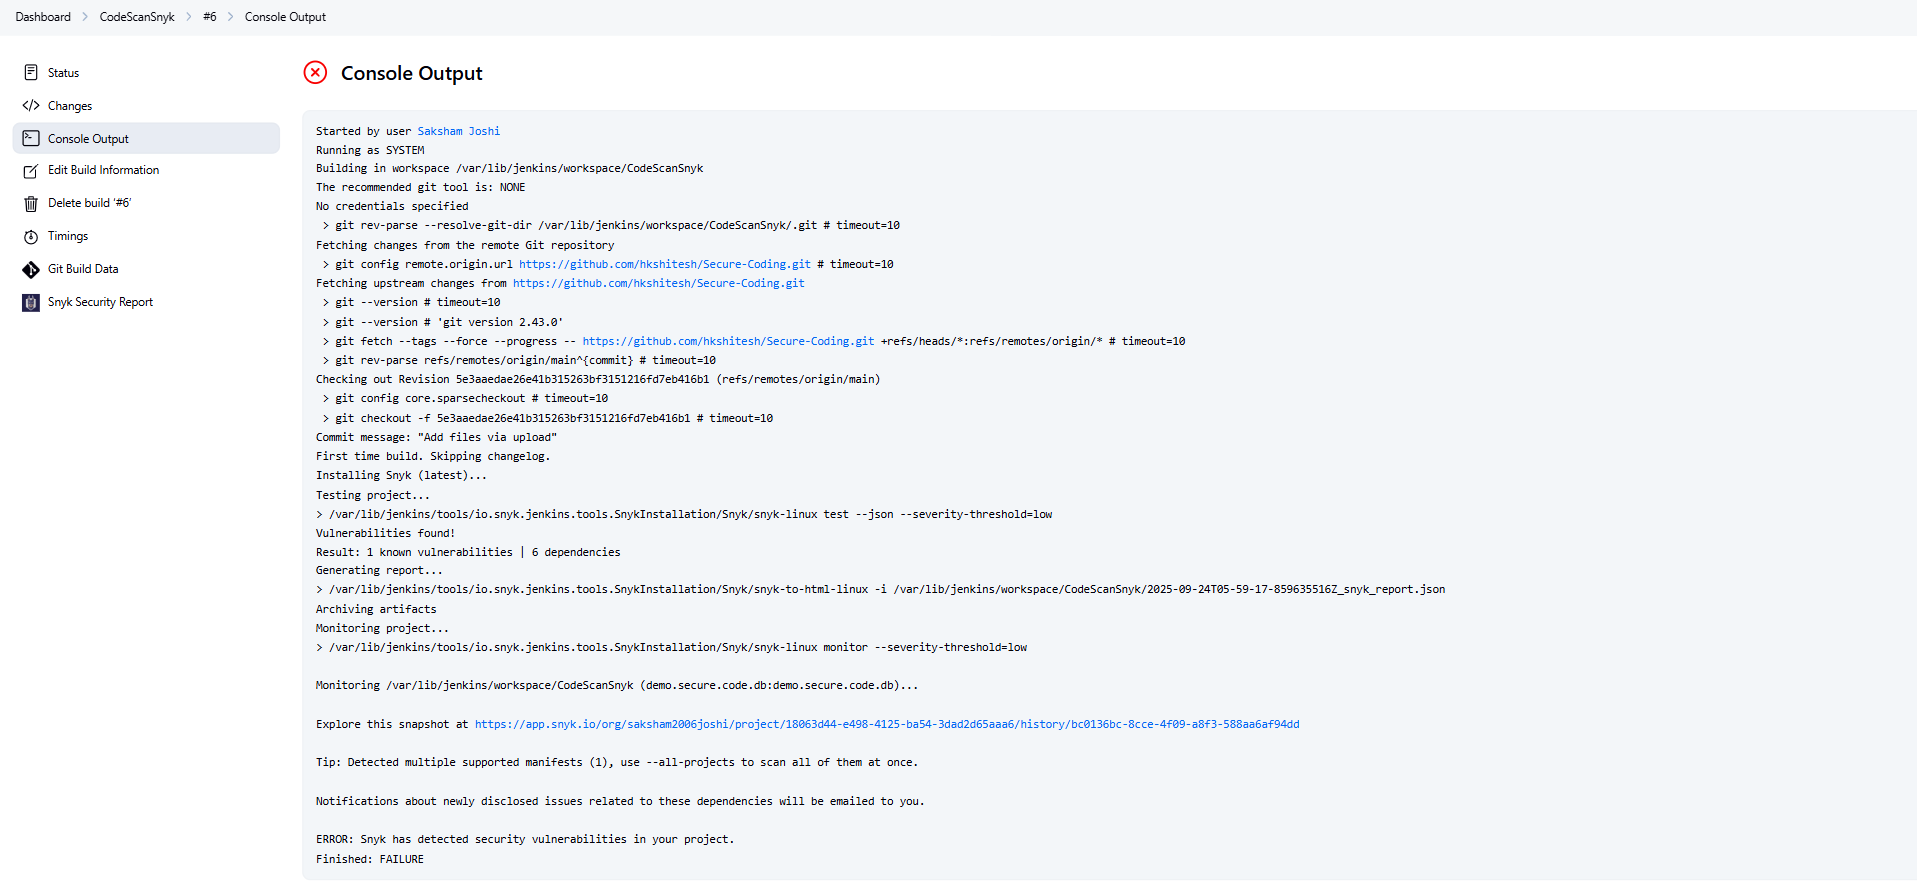 Dashboard > CodeScanSnyk > #6 > Console Output
Status
Changes
Console Output
Edit Build Information
Delete build '#6'
Timings
Git Build Data
Snyk Security Report
Console Output
Started by user Saksham Joshi
Running as SYSTEM
Building in workspace /var/lib/jenkins/workspace/CodeScanSnyk
The recommended git tool is: NONE
No credentials specified
 > git rev-parse --resolve-git-dir /var/lib/jenkins/workspace/CodeScanSnyk/.git # timeout=10
Fetching changes from the remote Git repository
 > git config remote.origin.url https://github.com/hkshitesh/Secure-Coding.git # timeout=10
Fetching upstream changes from https://github.com/hkshitesh/Secure-Coding.git
 > git --version # timeout=10
 > git --version # 'git version 2.43.0'
 > git fetch --tags --force --progress -- https://github.com/hkshitesh/Secure-Coding.git +refs/heads/*:refs/remotes/origin/* # timeout=10
 > git rev-parse refs/remotes/origin/main^{commit} # timeout=10
Checking out Revision 5e3aaedae26e41b315263bf3151216fd7eb416b1 (refs/remotes/origin/main)
 > git config core.sparsecheckout # timeout=10
 > git checkout -f 5e3aaedae26e41b315263bf3151216fd7eb416b1 # timeout=10
Commit message: "Add files via upload"
First time build. Skipping changelog.
Installing Snyk (latest)...
Testing project...
> /var/lib/jenkins/tools/io.snyk.jenkins.tools.SnykInstallation/Snyk/snyk-linux test --json --severity-threshold=low
Vulnerabilities found!
Result: 1 known vulnerabilities | 6 dependencies
Generating report...
> /var/lib/jenkins/tools/io.snyk.jenkins.tools.SnykInstallation/Snyk/snyk-to-html-linux -i /var/lib/jenkins/workspace/CodeScanSnyk/2025-09-24T05-59-17-859635516Z_snyk_report.json
Archiving artifacts
Monitoring project...
> /var/lib/jenkins/tools/io.snyk.jenkins.tools.SnykInstallation/Snyk/snyk-linux monitor --severity-threshold=low
Monitoring /var/lib/jenkins/workspace/CodeScanSnyk (demo.secure.code.db:demo.secure.code.db)...
Explore this snapshot at https://app.snyk.io/org/saksham2006joshi/project/18063d44-e498-4125-ba54-3dad2d65aaa6/history/bc0136bc-8cce-4f09-a8f3-588aa6af94dd
Tip: Detected multiple supported manifests (1), use --all-projects to scan all of them at once.
Notifications about newly disclosed issues related to these dependencies will be emailed to you.
ERROR: Snyk has detected security vulnerabilities in your project.
Finished: FAILURE